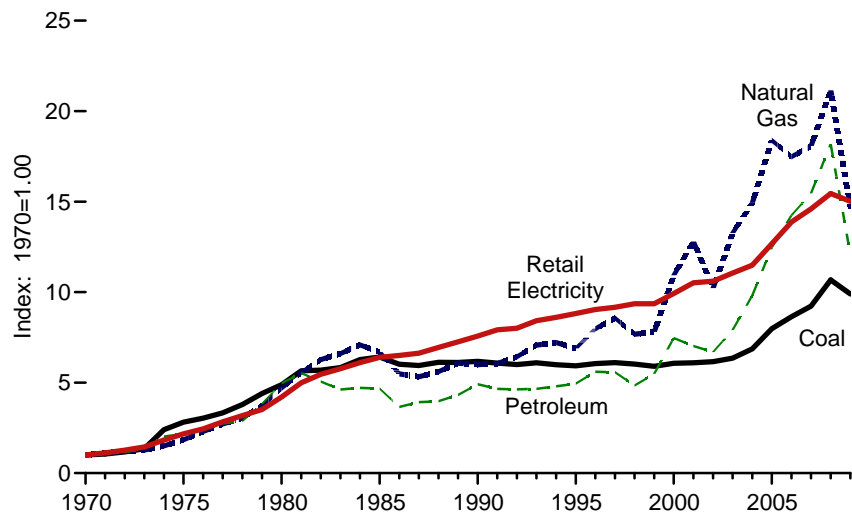 25
20
15
10
5
0
Index:  1970=1.00
Natural
Gas
Retail
Electricity
Coal
Petroleum
1970
1975
1980
1985
1990
1995
2000
2005